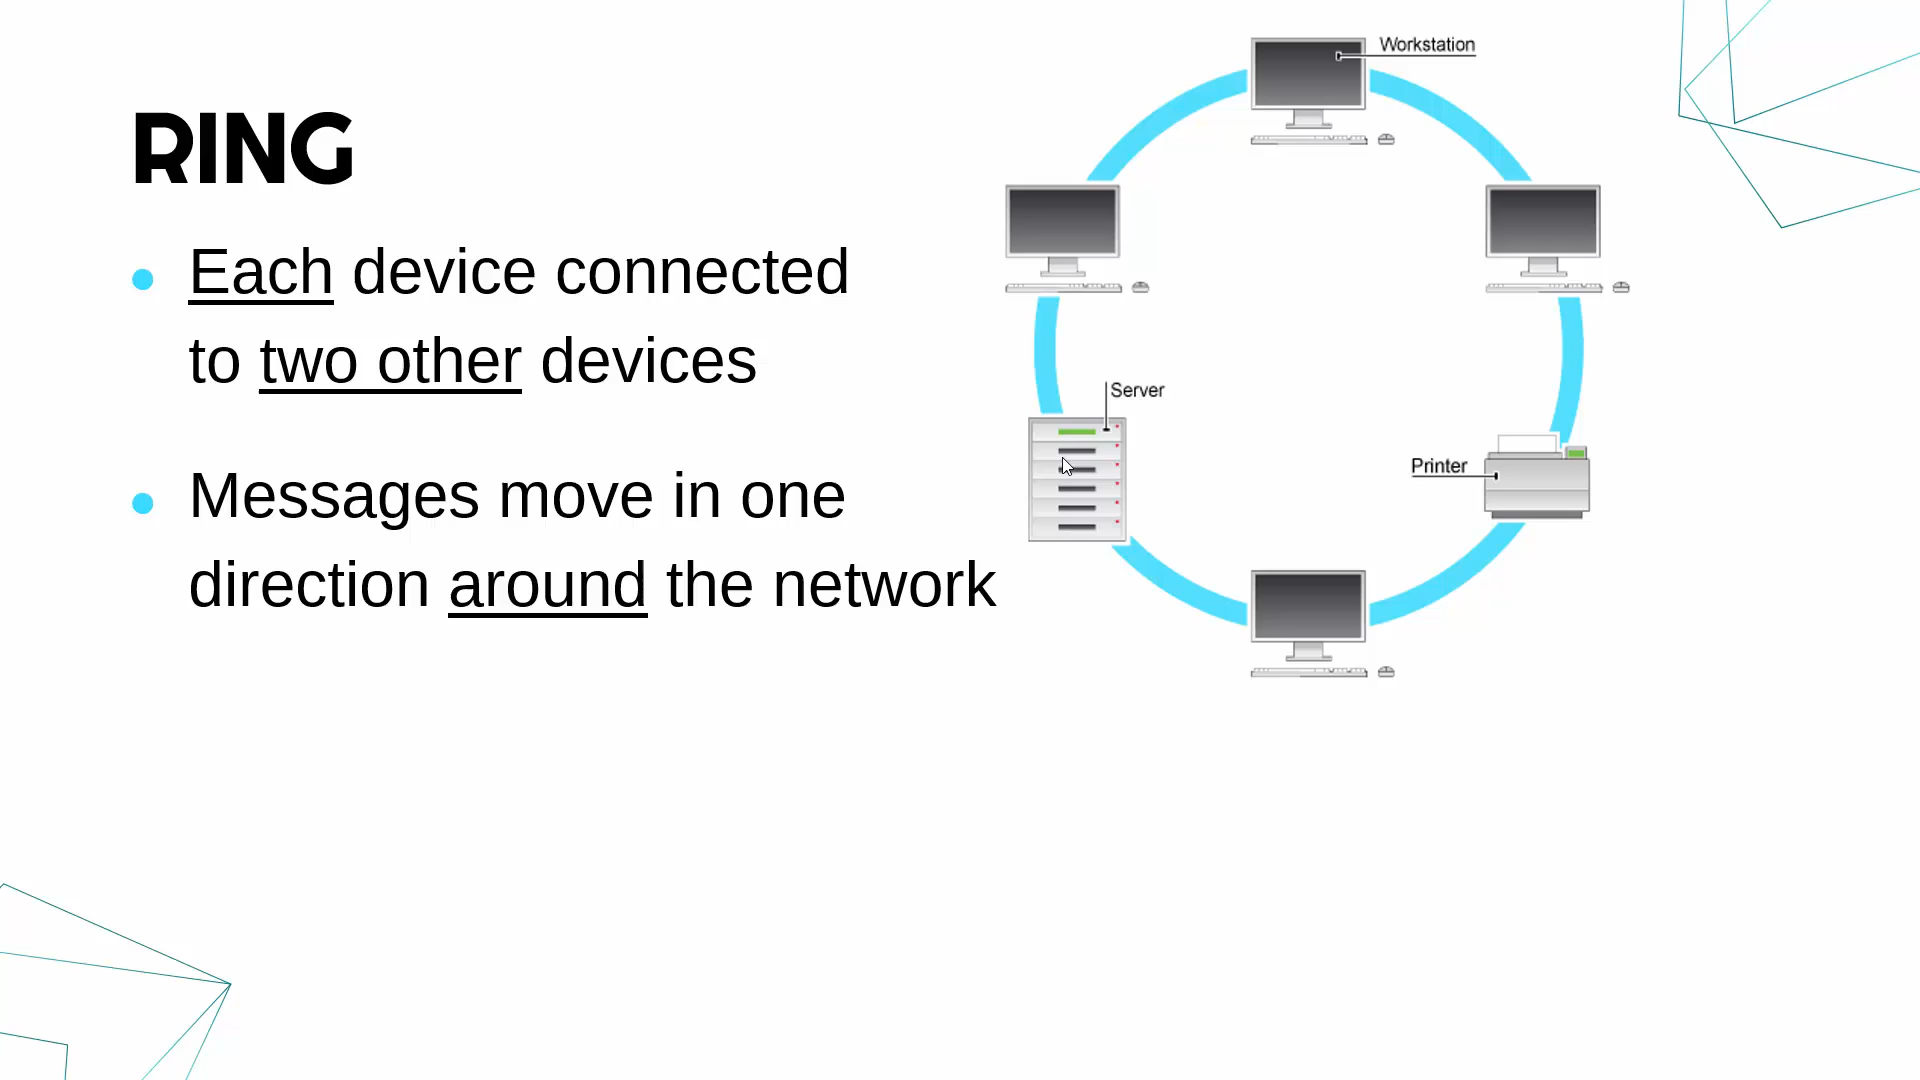 RING
Each device connected
to two other devices
Messages move in one
direction around the network
Workstation
Server
Printer